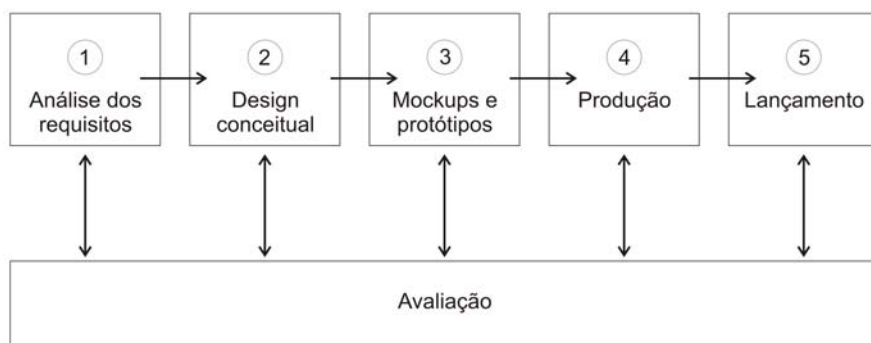 1
Análise dos
requisitos
2
Design
conceitual
3
Mockups e
protótipos
4
Produção
5
Lançamento
Avaliação